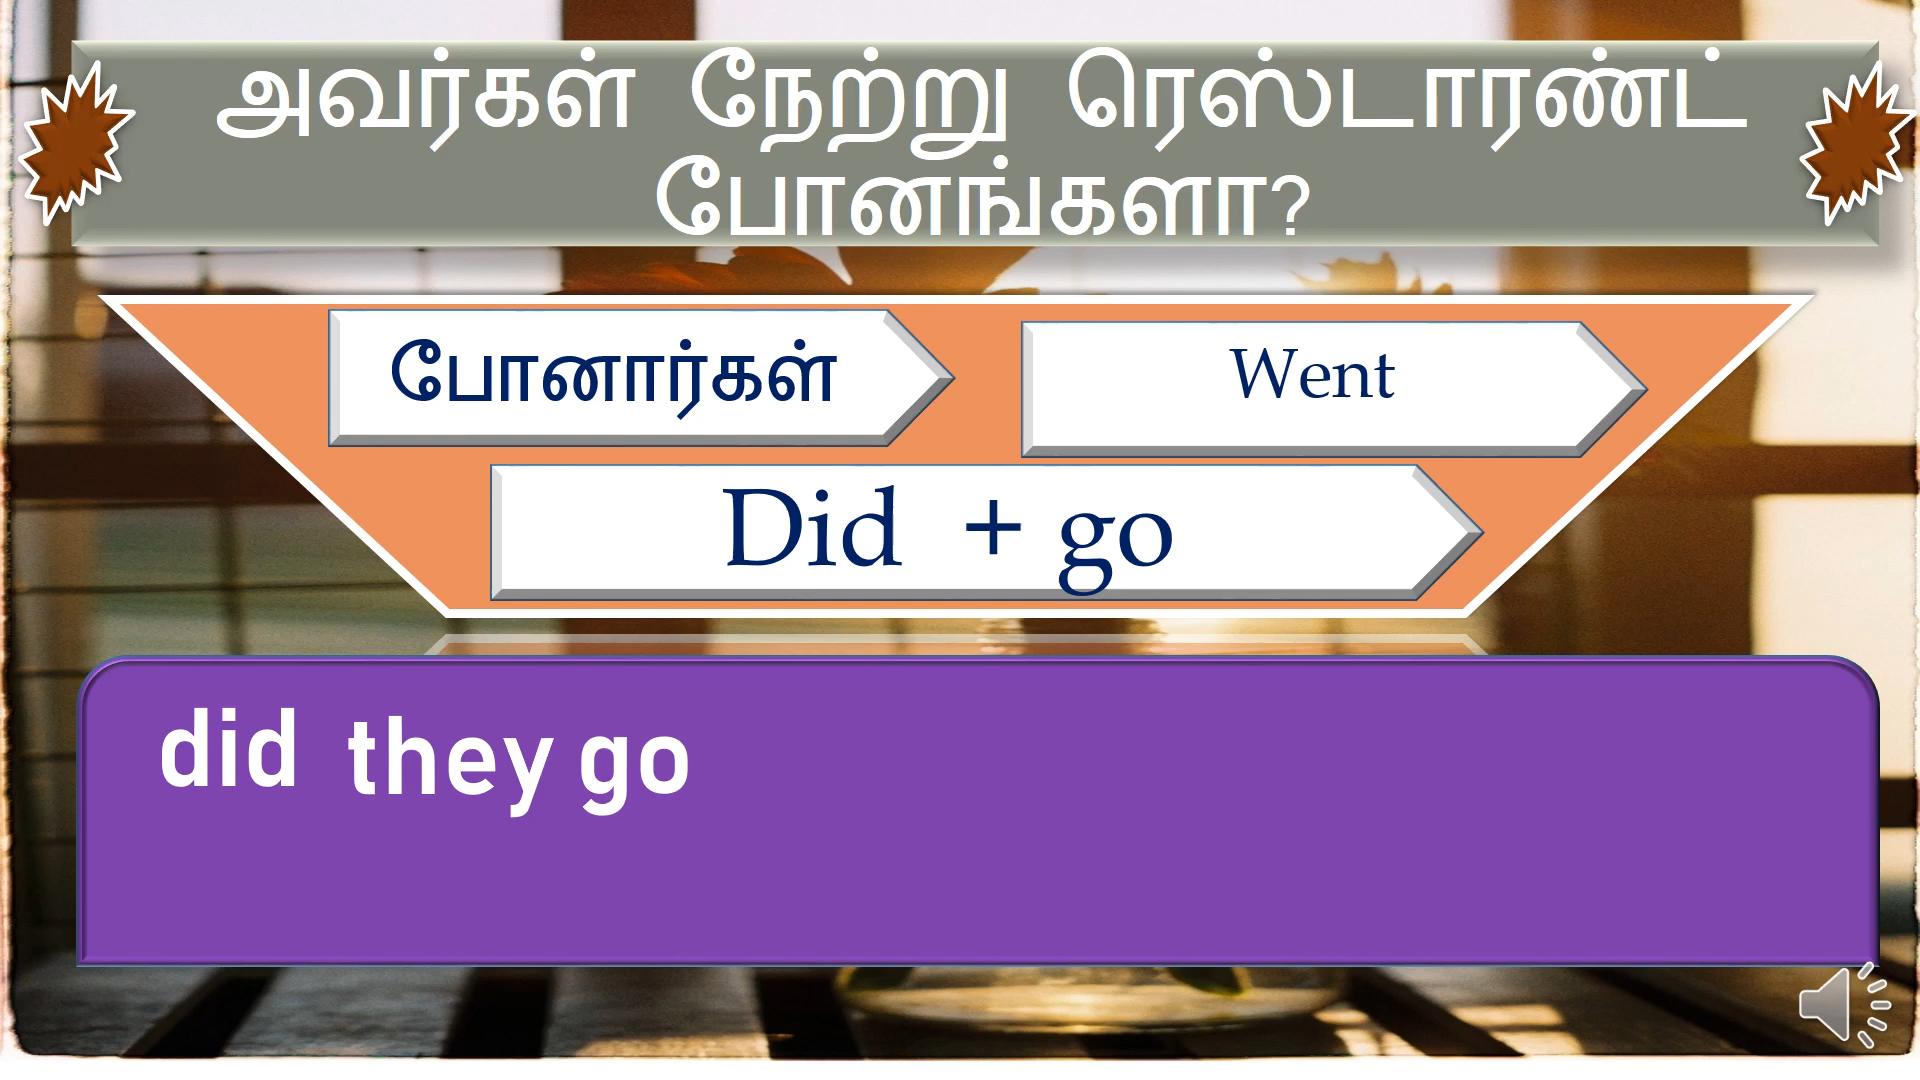 அவர்கள் நேற்று ரெஸ்டாரண்ட்
போனங்களா?
போனார்கள்
Went
Did + go
did they go